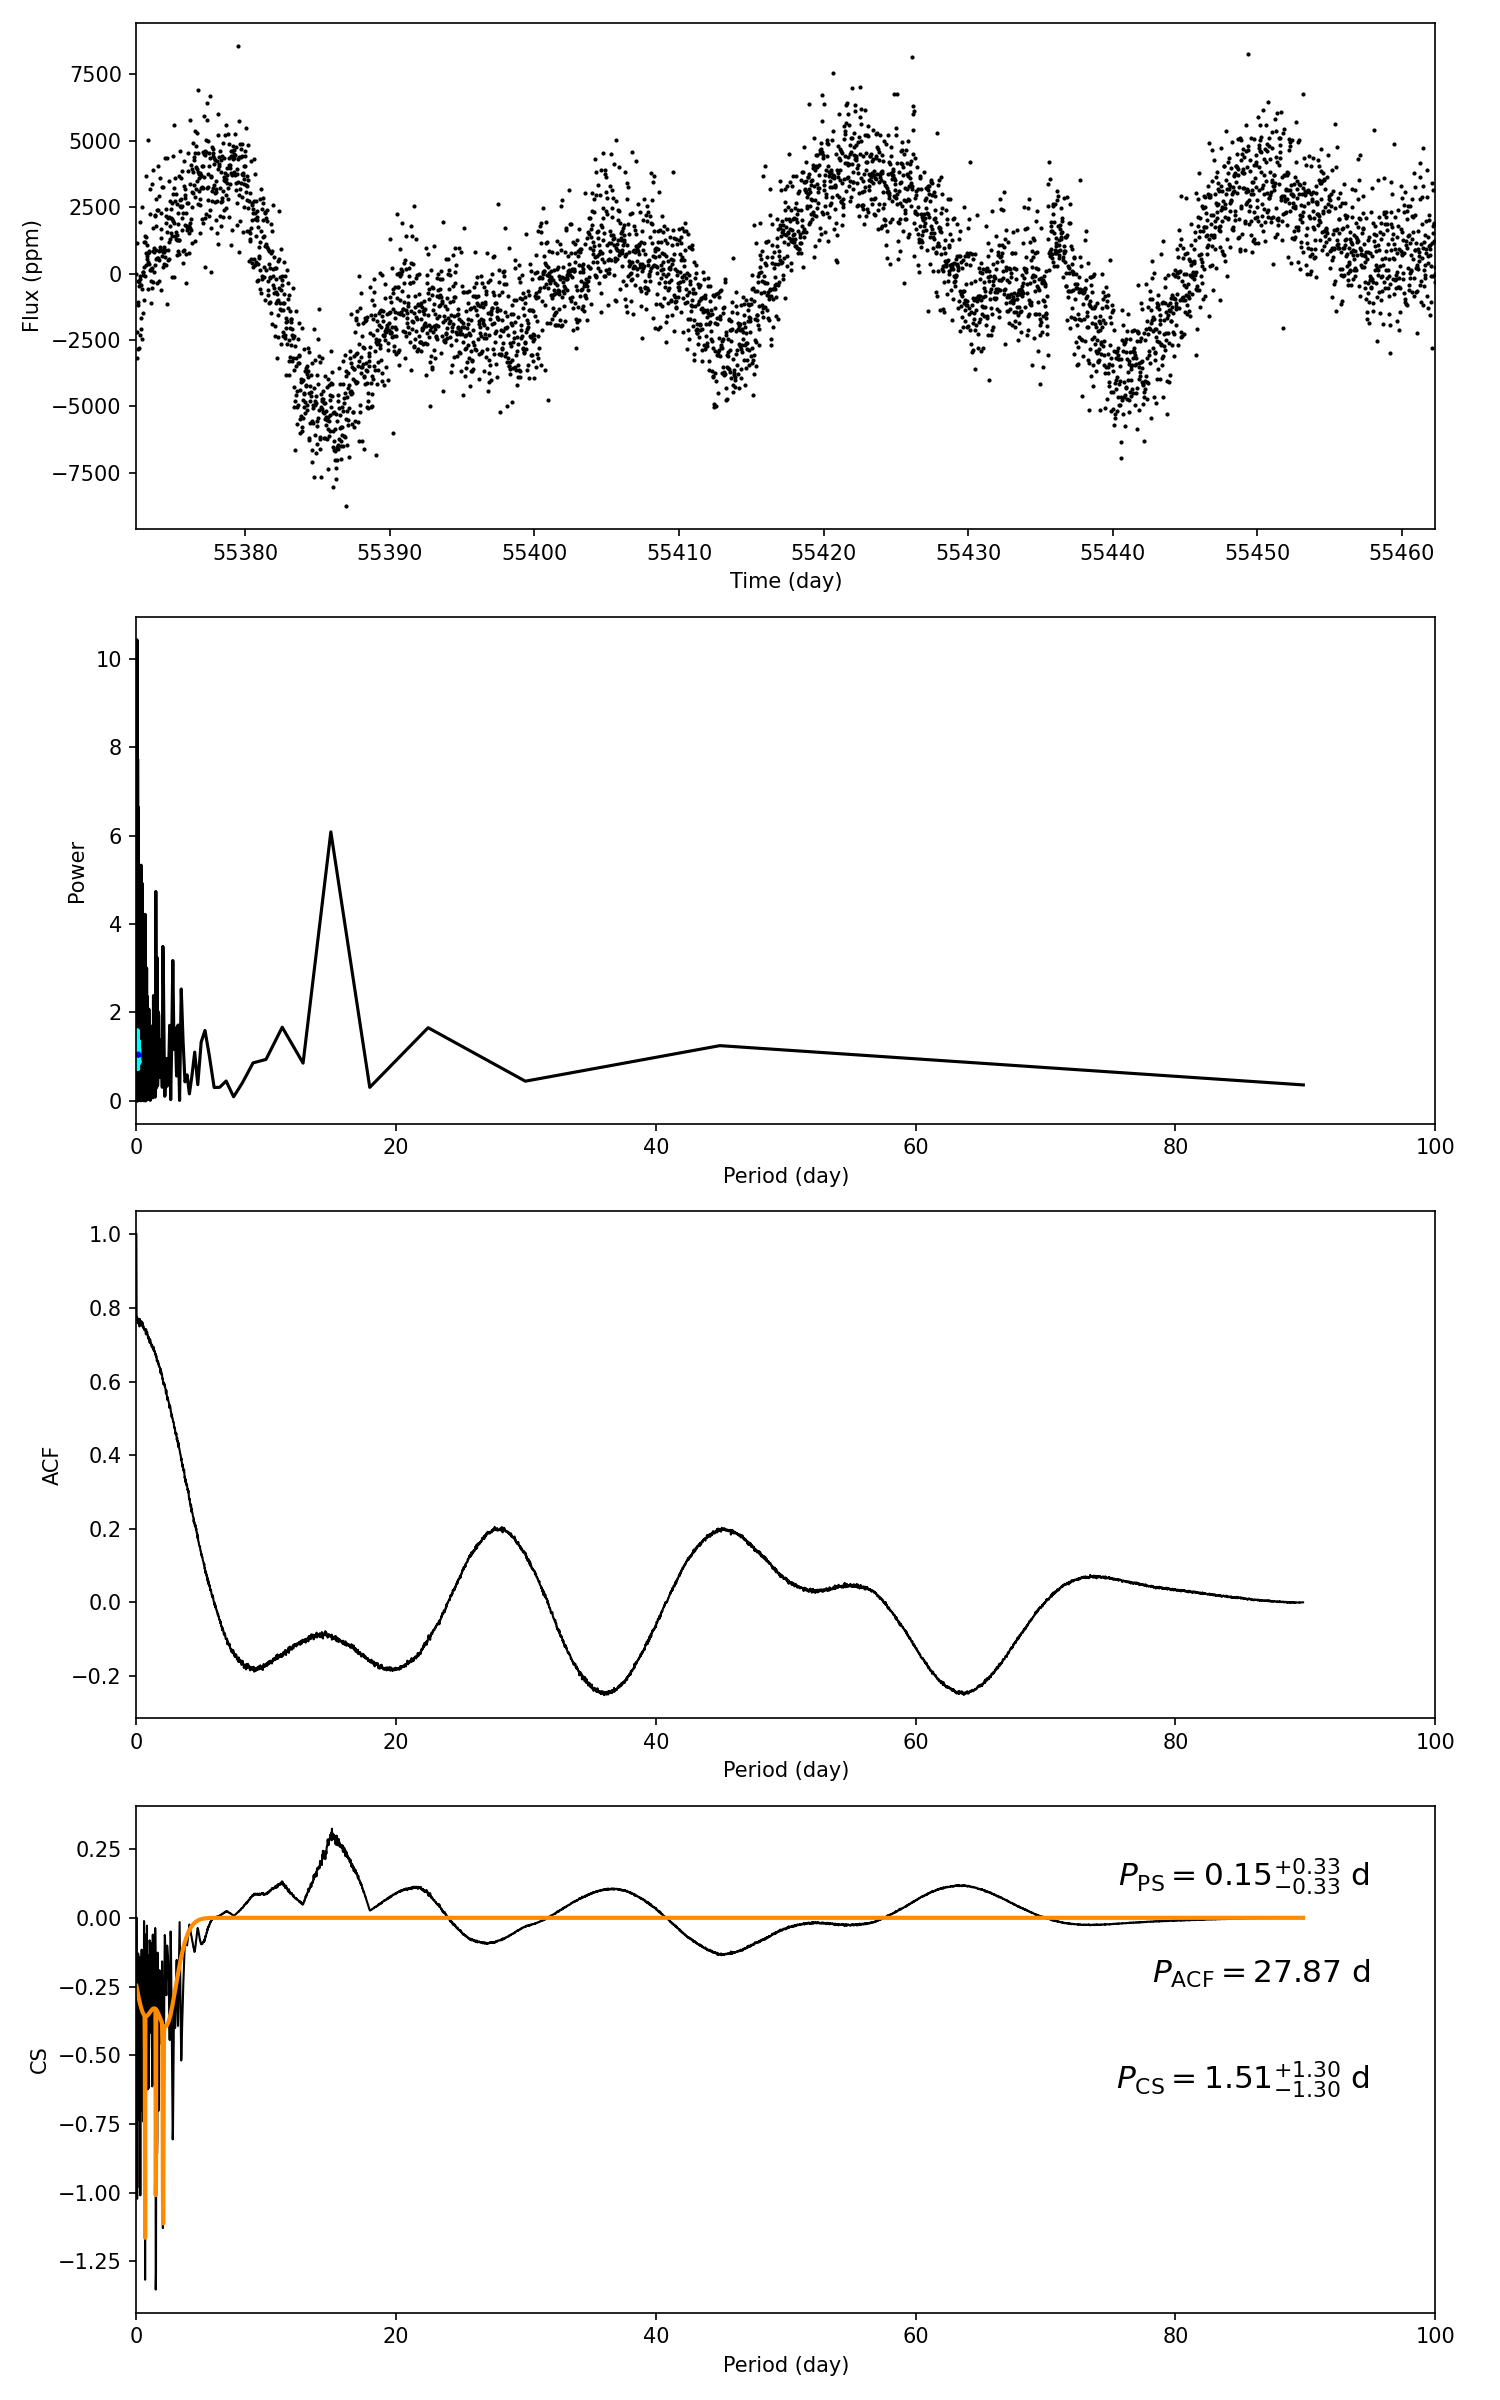 7500
5000
2500
0
−2500
−5000
−7500
Flux (ppm)
55380 55390 55400 55410 55420 55430 55440 55450 55460
Time (day)
10
8
6
4
2
0
Power
0 20 40 60 80 100
Period (day)
1.0
0.8
0.6
0.4
0.2
0.0
−0.2
ACF
0 20 40 60 80 100
Period (day)
0.25
0.00
−0.25
−0.50
−0.75
−1.00
−1.25
CS
P_PS = 0.15^{+0.33}_{−0.33} d
P_ACF = 27.87 d
P_CS = 1.51^{+1.30}_{−1.30} d
0 20 40 60 80 100
Period (day)